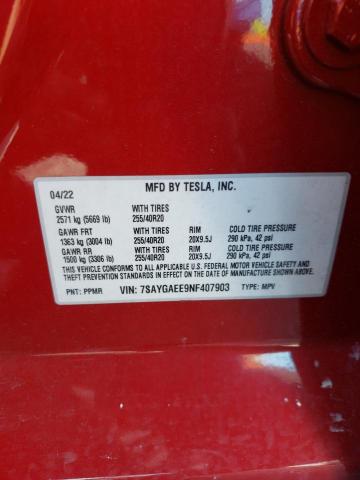 MFD BY TESLA, INC.
04/22
GVWR WITH TIRES
2571 kg (5669 lb) 255/40R20
GAWR FRT WITH TIRES RIM COLD TIRE PRESSURE
1363 kg (3004 lb) 255/40R20 20X9.5J 290 kPa, 42 psi
GAWR RR WITH TIRES RIM COLD TIRE PRESSURE
1500 kg (3306 lb) 255/40R20 20X9.5J 290 kPa, 42 psi
THIS VEHICLE CONFORMS TO ALL APPLICABLE U.S. FEDERAL MOTOR VEHICLE SAFETY AND
THEFT PREVENTION STANDARDS IN EFFECT ON THE DATE OF MANUFACTURE SHOWN ABOVE.
PNT: PPMR VIN: 7SAYGAEE9NF407903 TYPE: MPV